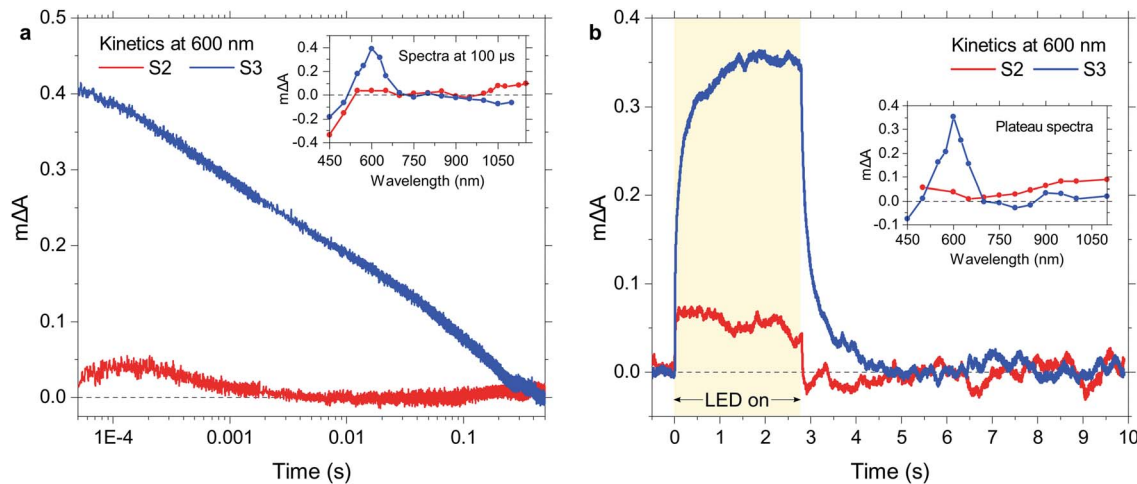 a
Kinetics at 600 nm
S2 S3
Spectra at 100 µs
mΔA
0.4
0.2
0.0
-0.2
-0.4
450 600 750 900 1050
Wavelength (nm)
mΔA
0.5
0.4
0.3
0.2
0.1
0.0
1E-4 0.001 0.01 0.1
Time (s)
b
Kinetics at 600 nm
S2 S3
Plateau spectra
mΔA
0.4
0.3
0.2
0.1
0.0
-0.1
450 600 750 900 1050
Wavelength (nm)
LED on
mΔA
0.4
0.3
0.2
0.1
0.0
0 1 2 3 4 5 6 7 8 9 10
Time (s)